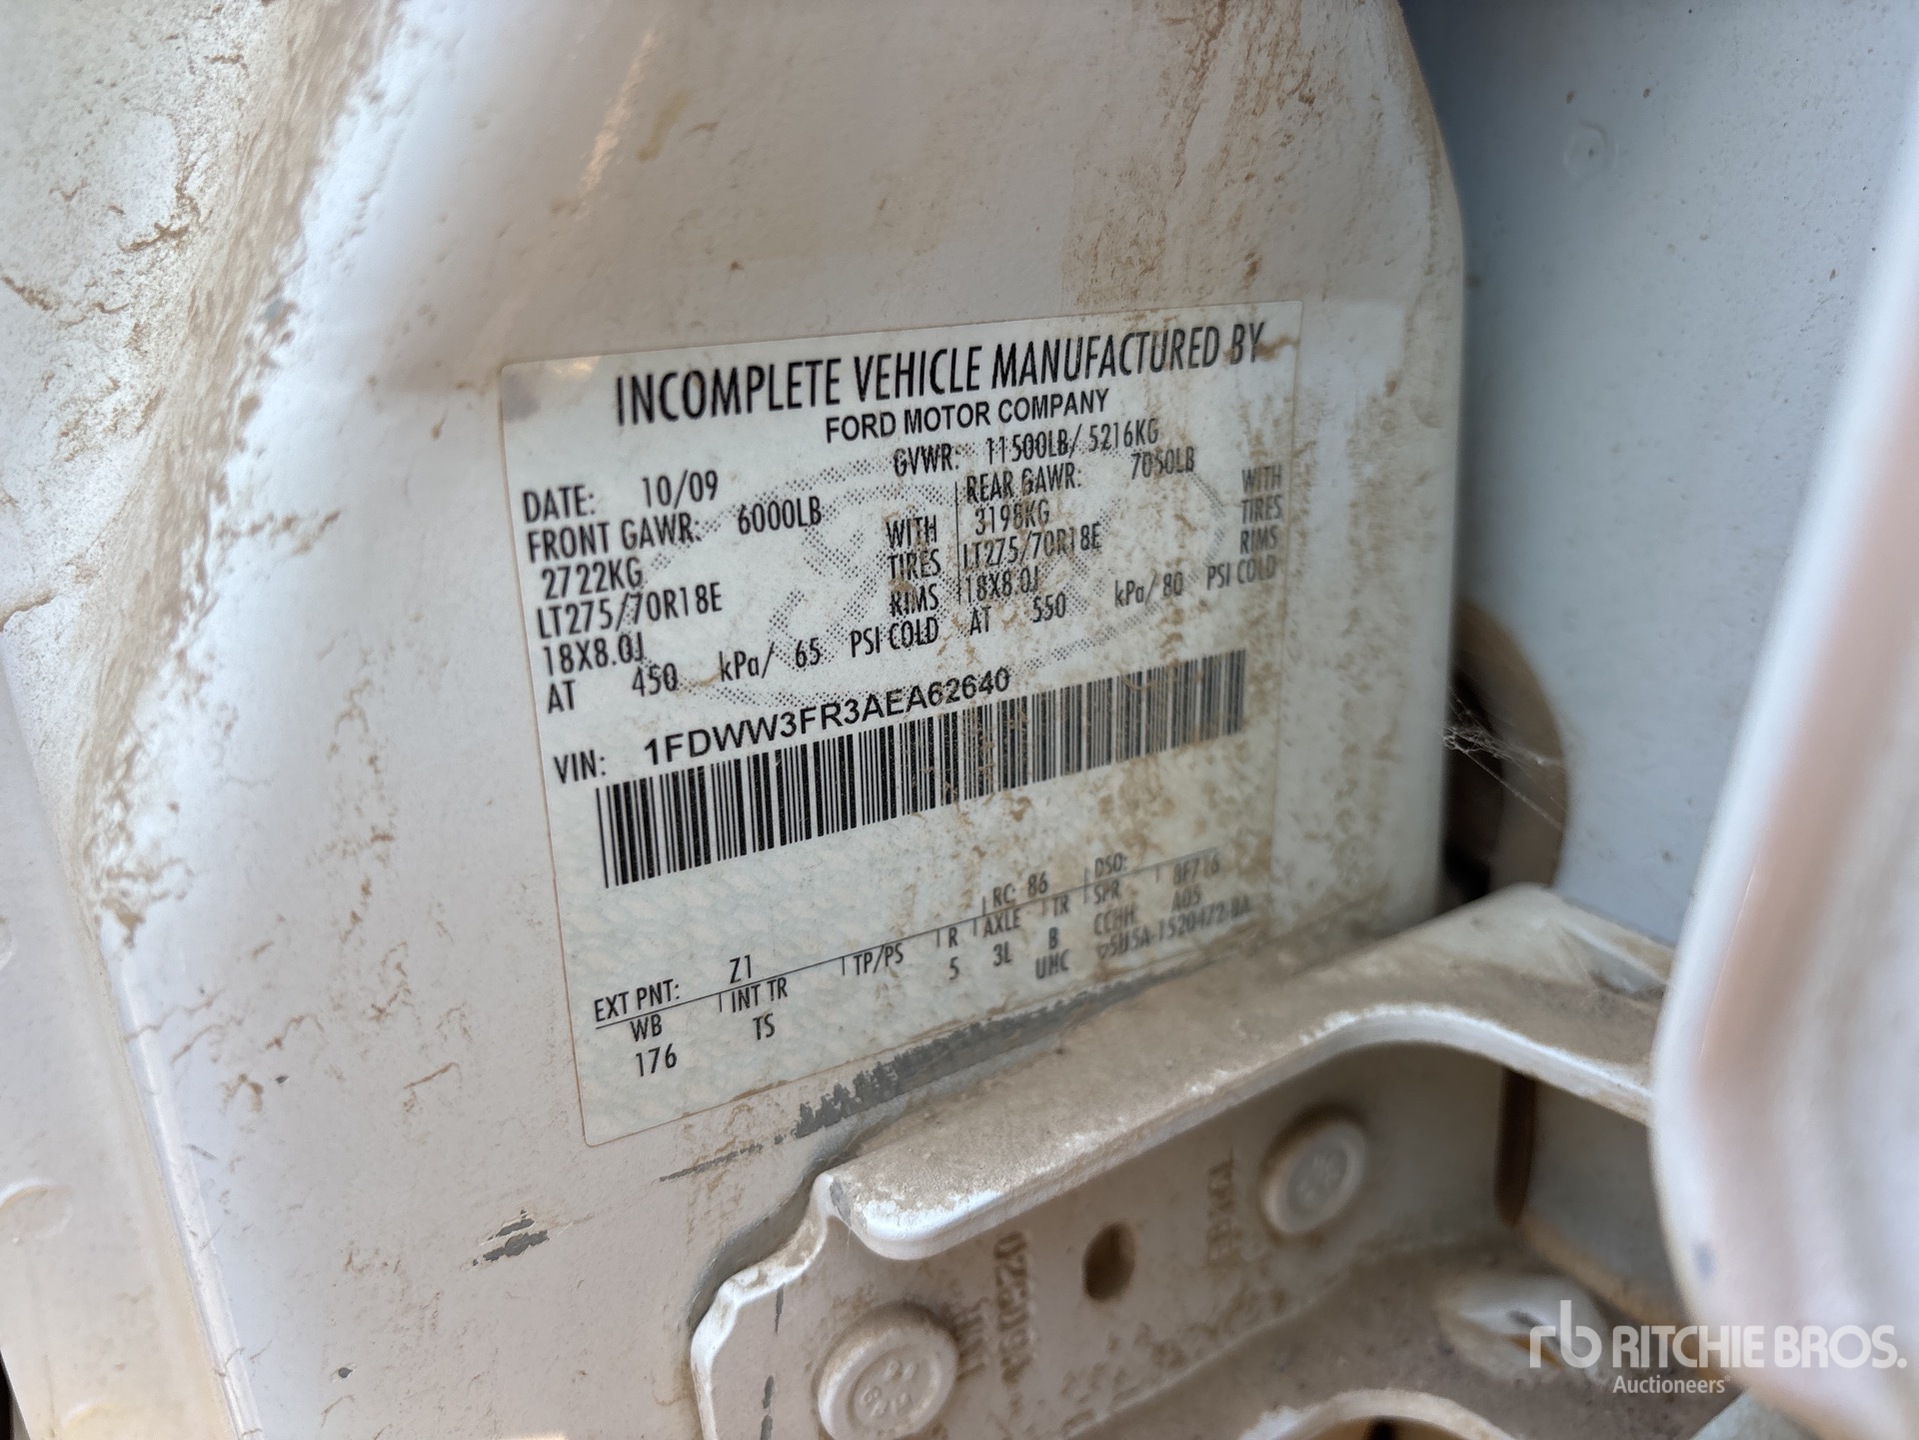 INCOMPLETE VEHICLE MANUFACTURED BY
FORD MOTOR COMPANY
DATE: 10/09 GVWR: 11500LB/ 5216KG
FRONT GAWR: 6000LB REAR GAWR: 7050LB
2722KG WITH 3198KG WITH
LT275/70R18E TIRES LT275/70R18E TIRES
18X8.0J RIMS 18X8.0J RIMS
AT 450 kPa/ 65 PSI COLD AT 550 kPa/ 80 PSI COLD
VIN: 1FDWW3FR3AEA62640
EXT PNT: Z1 RC: 86 DSO:
WB INT TR TP/PS R AXLE TR SPR 8F716
176 TS 5 3L B CCHH A05
UHC
rb RITCHIE BROS.
Auctioneers